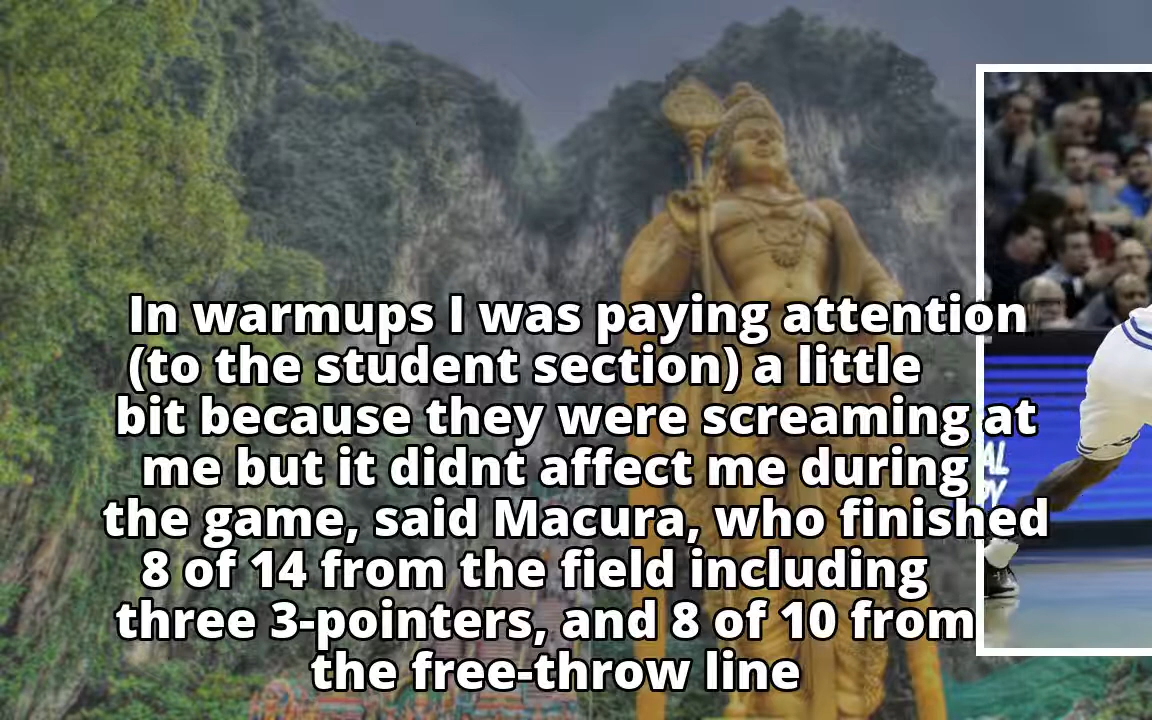 In warmups I was paying attention
(to the student section) a little
bit because they were screaming at
me but it didnt affect me during
the game, said Macura, who finished
8 of 14 from the field including
three 3-pointers, and 8 of 10 from
the free-throw line